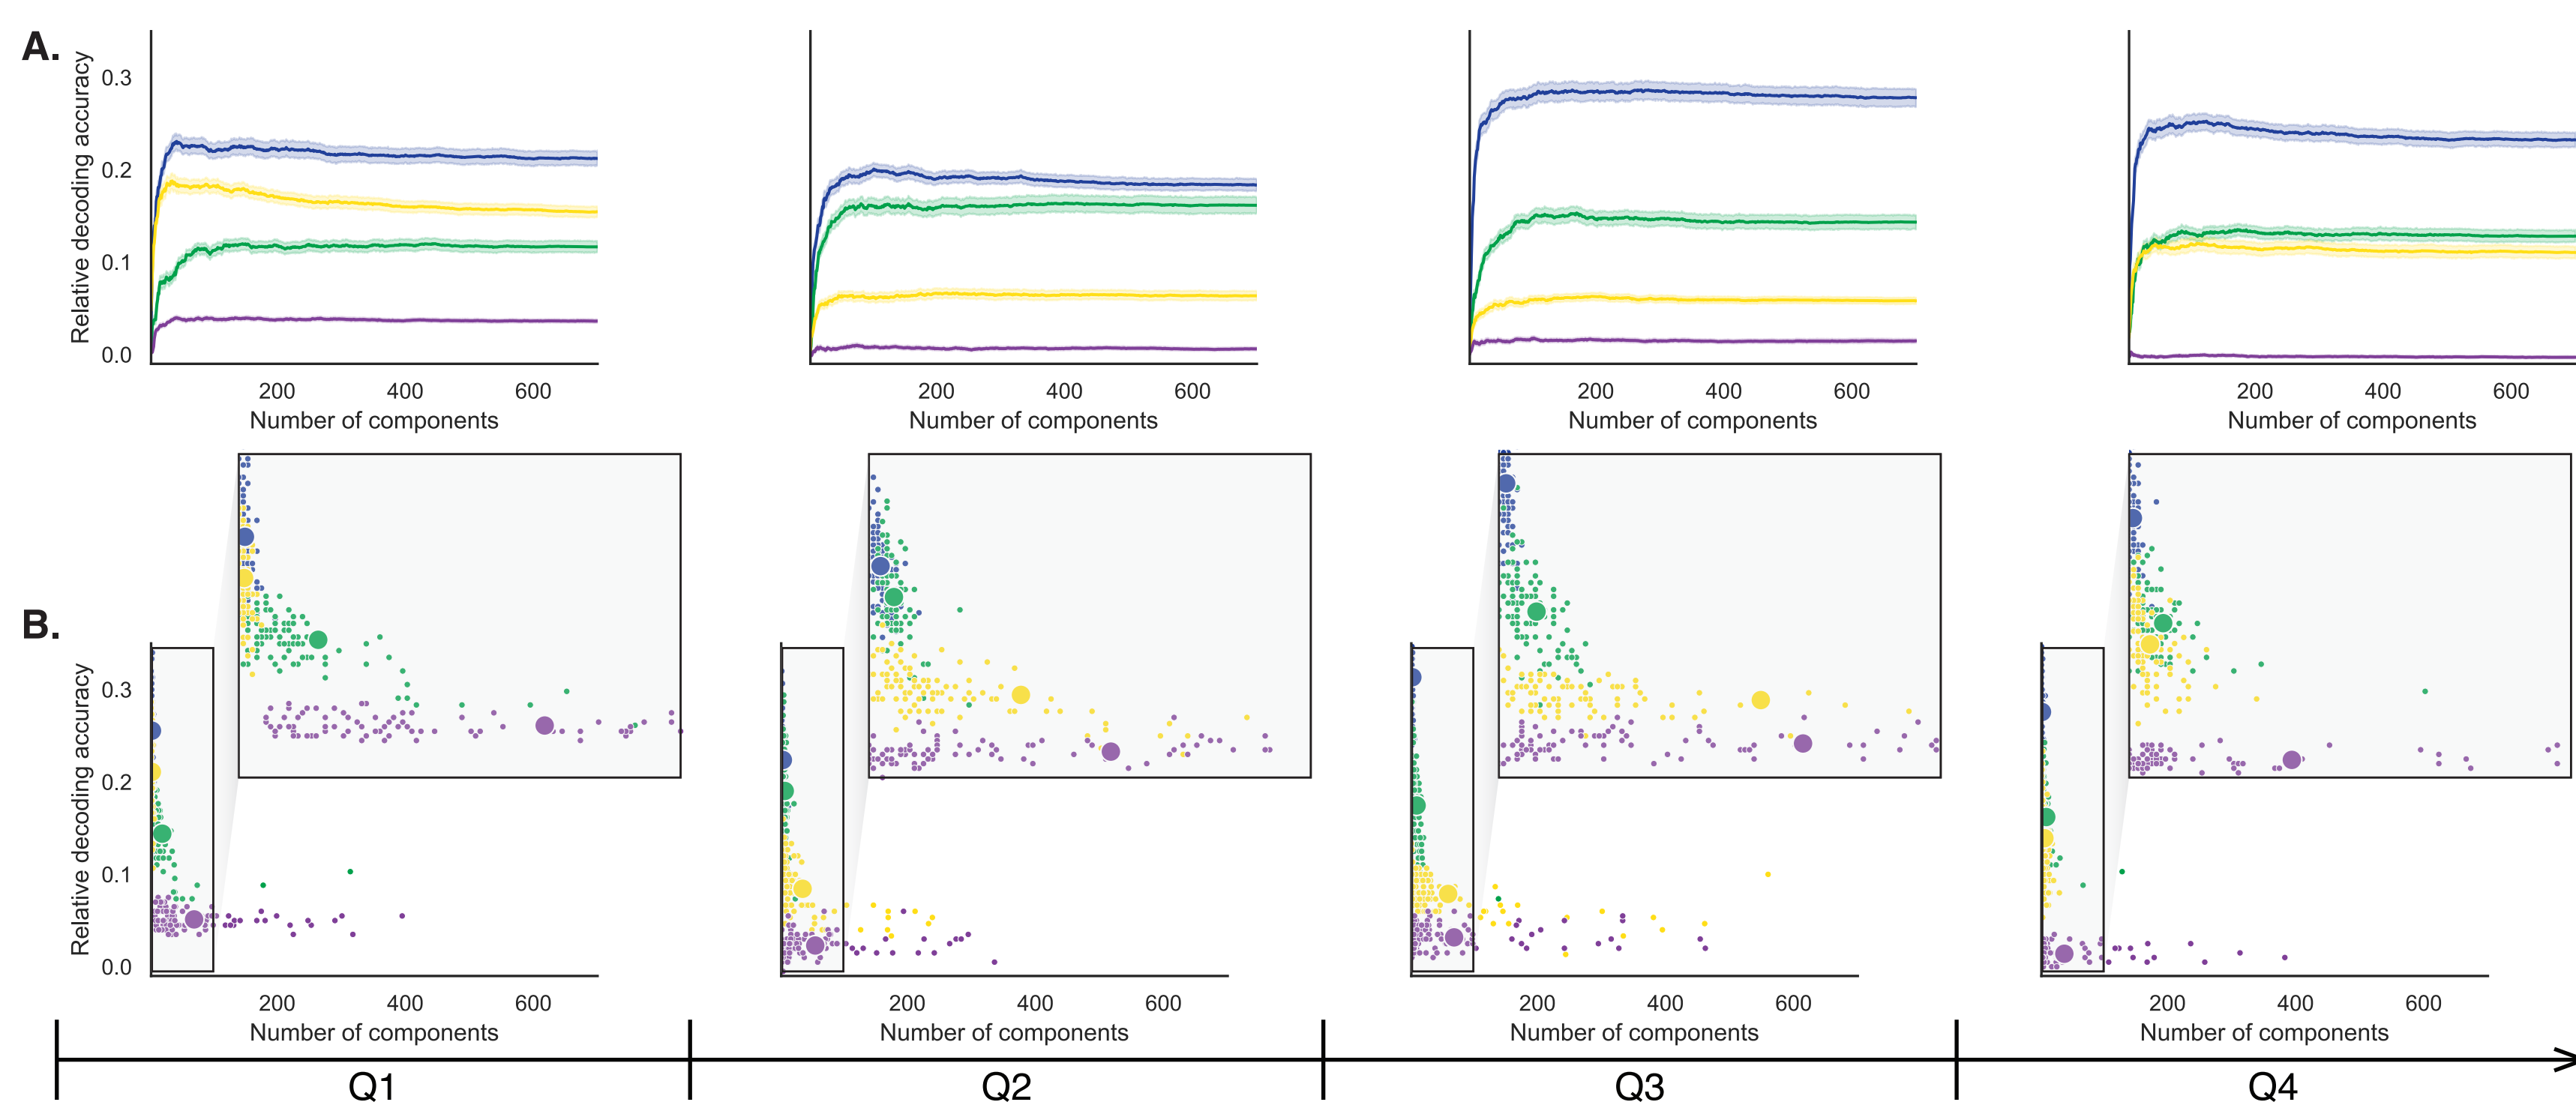 A.
Relative decoding accuracy
0.3
0.2
0.1
0.0
200 400 600
Number of components
200 400 600
Number of components
200 400 600
Number of components
200 400 600
Number of components
B.
Relative decoding accuracy
0.3
0.2
0.1
0.0
200 400 600
Number of components
200 400 600
Number of components
200 400 600
Number of components
200 400 600
Number of components
Q1 Q2 Q3 Q4